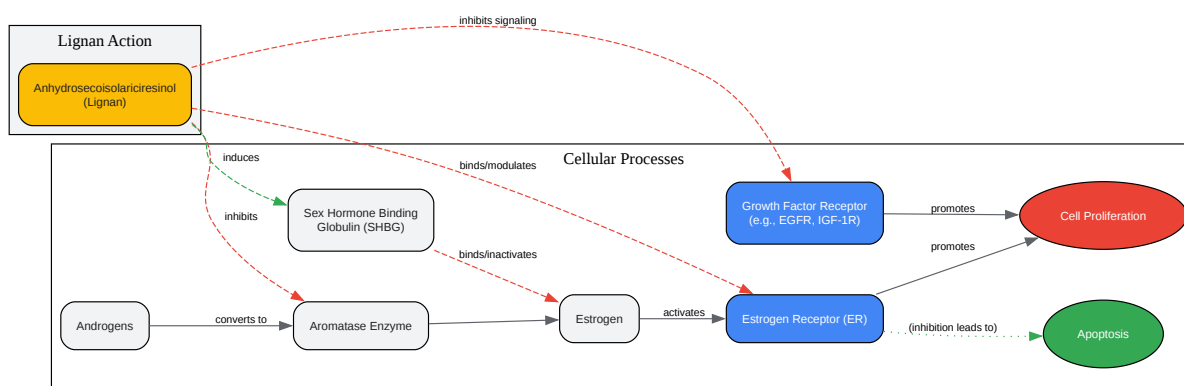 inhibits signaling
Lignan Action
Anhydrosecoisolariciresinol
(Lignan)
induces
binds/modulates
Cellular Processes
inhibits
Sex Hormone Binding
Globulin (SHBG)
Growth Factor Receptor
(e.g., EGFR, IGF-1R)
promotes
Cell Proliferation
binds/inactivates
promotes
Androgens
converts to
Aromatase Enzyme
Estrogen
activates
Estrogen Receptor (ER)
(inhibition leads to)
Apoptosis